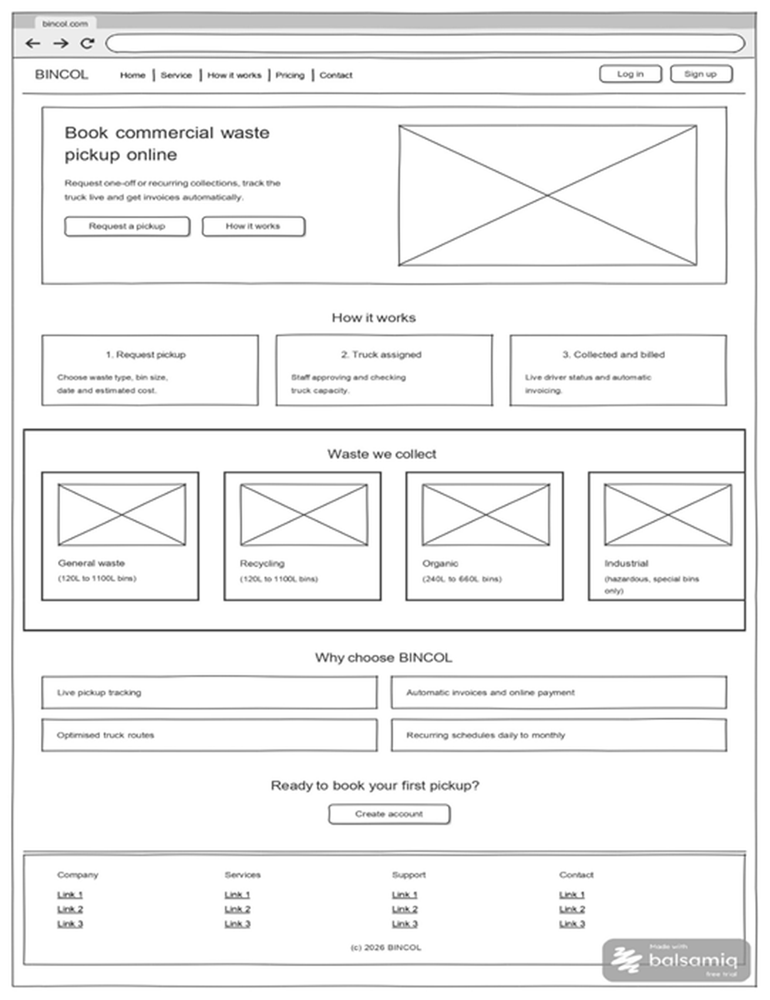 bincol.com
BINCOL
Home | Service | How it works | Pricing | Contact
Log in
Sign up
Book commercial waste
pickup online
Request one-off or recurring collections, track the
truck live and get invoices automatically.
Request a pickup
How it works
How it works
1. Request pickup
Choose waste type, bin size,
date and estimated cost.
2. Truck assigned
Staff approving and checking
truck capacity.
3. Collected and billed
Live driver status and automatic
invoicing.
Waste we collect
General waste
(120L to 1100L bins)
Recycling
(120L to 1100L bins)
Organic
(240L to 660L bins)
Industrial
(hazardous, special bins
only)
Why choose BINCOL
Live pickup tracking
Automatic invoices and online payment
Optimised truck routes
Recurring schedules daily to monthly
Ready to book your first pickup?
Create account
Company
Link 1
Link 2
Link 3
Services
Link 1
Link 2
Link 3
Support
Link 1
Link 2
Link 3
Contact
Link 1
Link 2
Link 3
(c) 2026 BINCOL
Made with
balsamiq
free trial